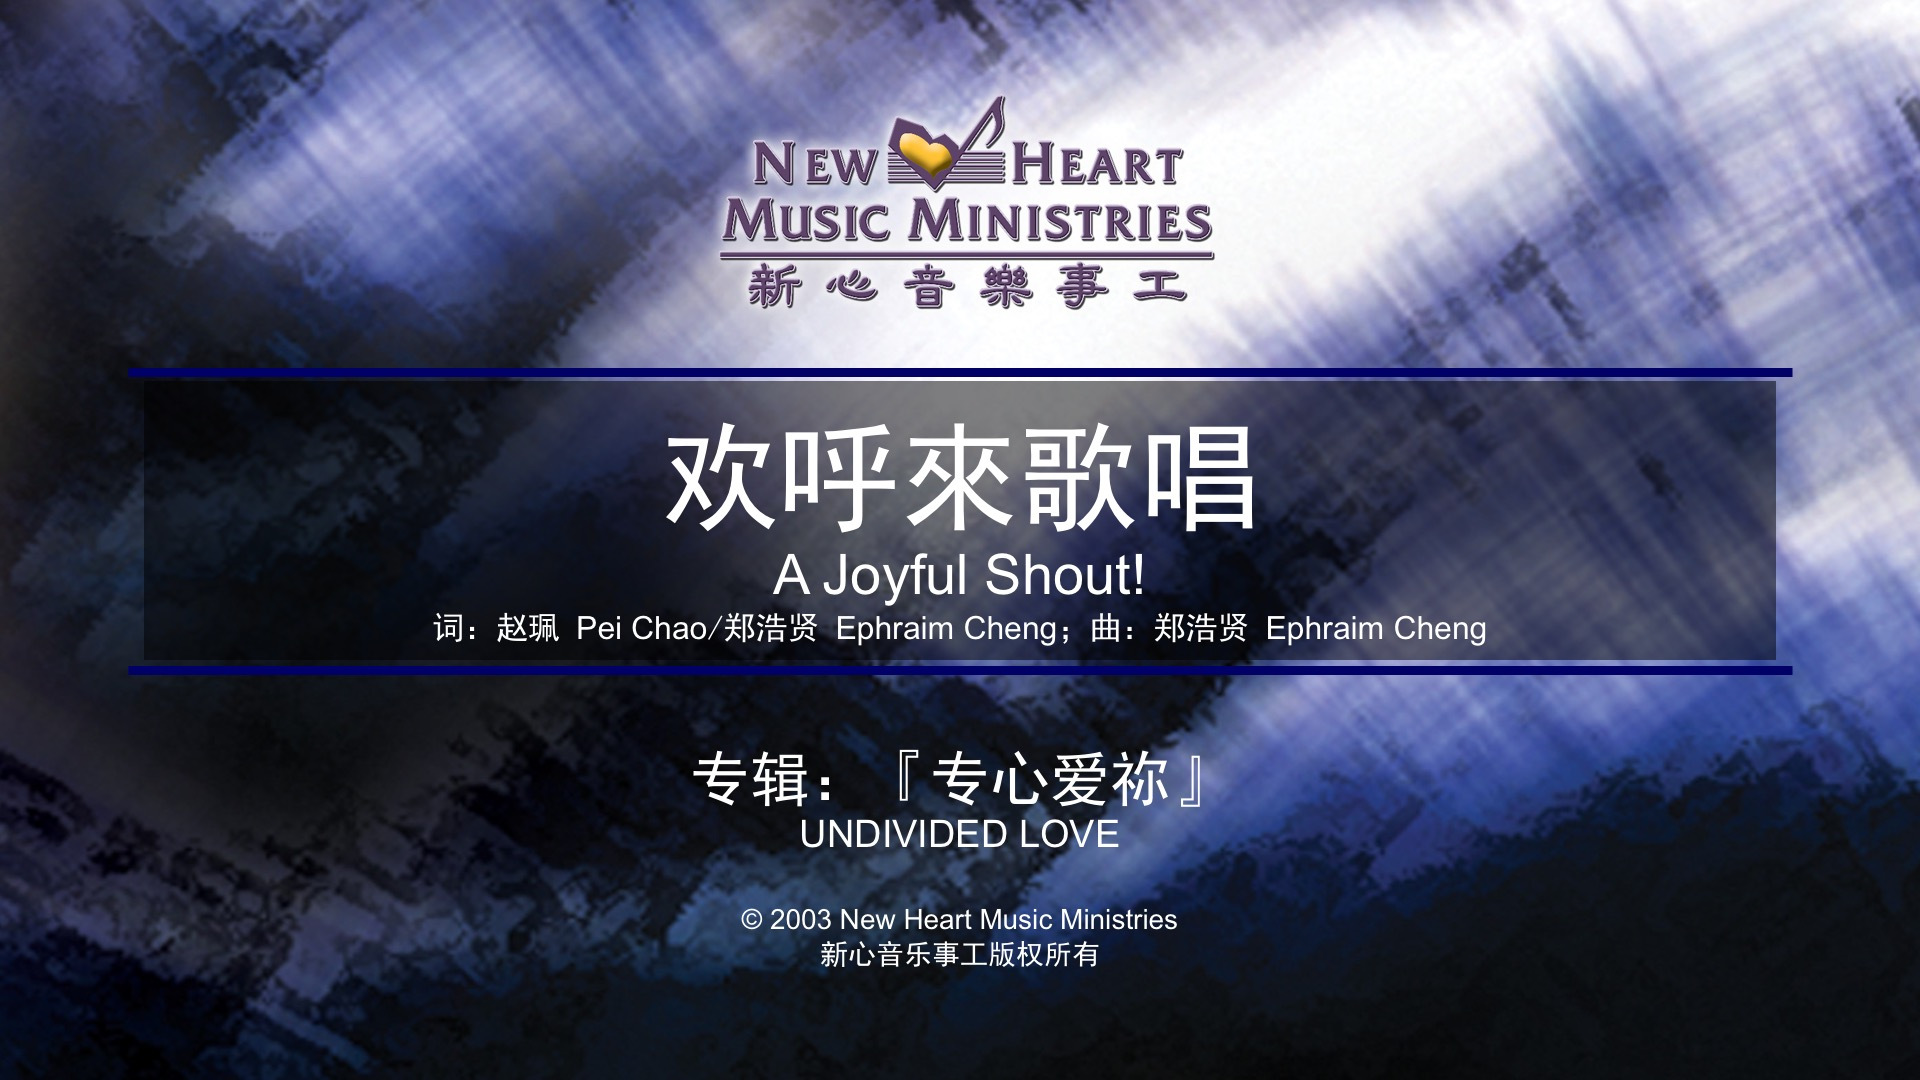 NEW HEART
MUSIC MINISTRIES
新心音樂事工
欢呼來歌唱
A Joyful Shout!
词：赵珮 Pei Chao/郑浩贤 Ephraim Cheng；曲：郑浩贤 Ephraim Cheng
专辑：『专心爱祢』
UNDIVIDED LOVE
© 2003 New Heart Music Ministries
新心音乐事工版权所有